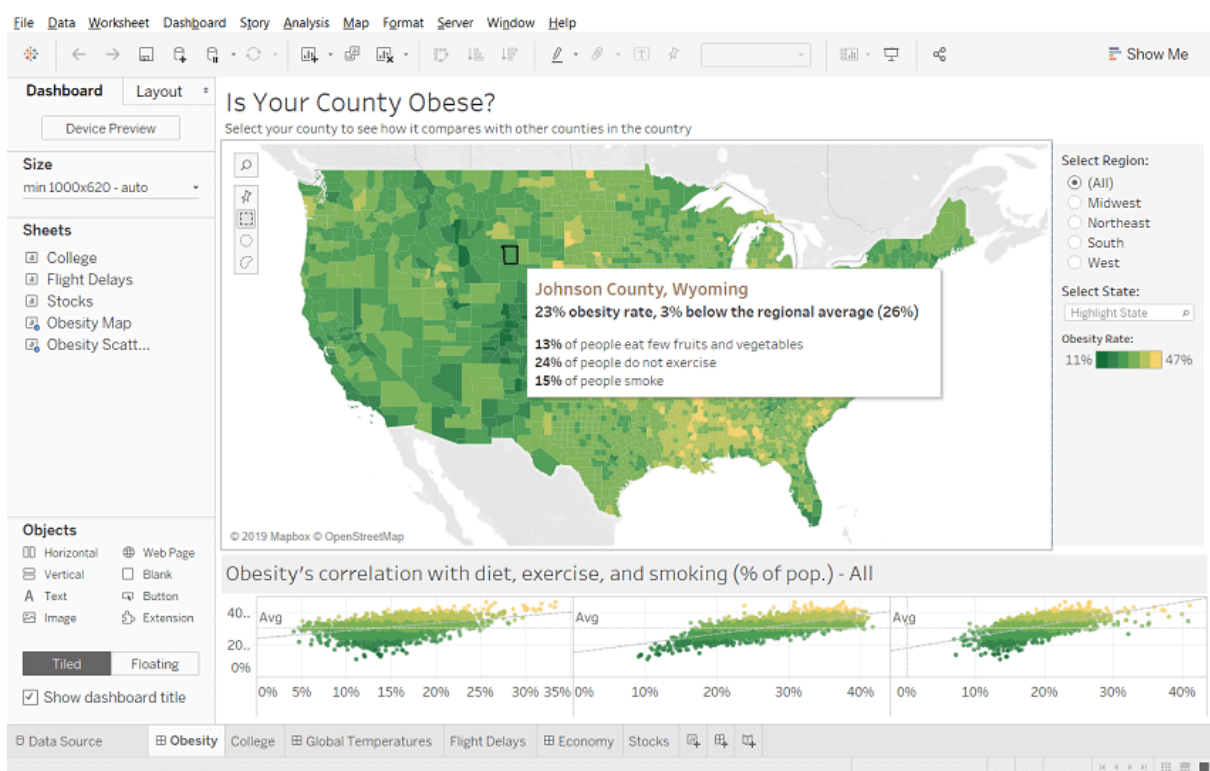 File Data Worksheet Dashboard Story Analysis Map Format Server Window Help
Show Me
Dashboard Layout
Device Preview
Size
min 1000x620 - auto
Sheets
College
Flight Delays
Stocks
Obesity Map
Obesity Scatt...
Objects
Horizontal Web Page
Vertical Blank
A Text Button
Image Extension
Tiled Floating
Show dashboard title
Is Your County Obese?
Select your county to see how it compares with other counties in the country
Johnson County, Wyoming
23% obesity rate, 3% below the regional average (26%)
13% of people eat few fruits and vegetables
24% of people do not exercise
15% of people smoke
© 2019 Mapbox © OpenStreetMap
Select Region:
(All)
Midwest
Northeast
South
West
Select State:
Highlight State
Obesity Rate:
11% 47%
Obesity's correlation with diet, exercise, and smoking (% of pop.) - All
40.. Avg Avg Avg
20..
0%
0% 5% 10% 15% 20% 25% 30% 35% 0% 10% 20% 30% 40% 0% 10% 20% 30% 40%
Data Source Obesity College Global Temperatures Flight Delays Economy Stocks